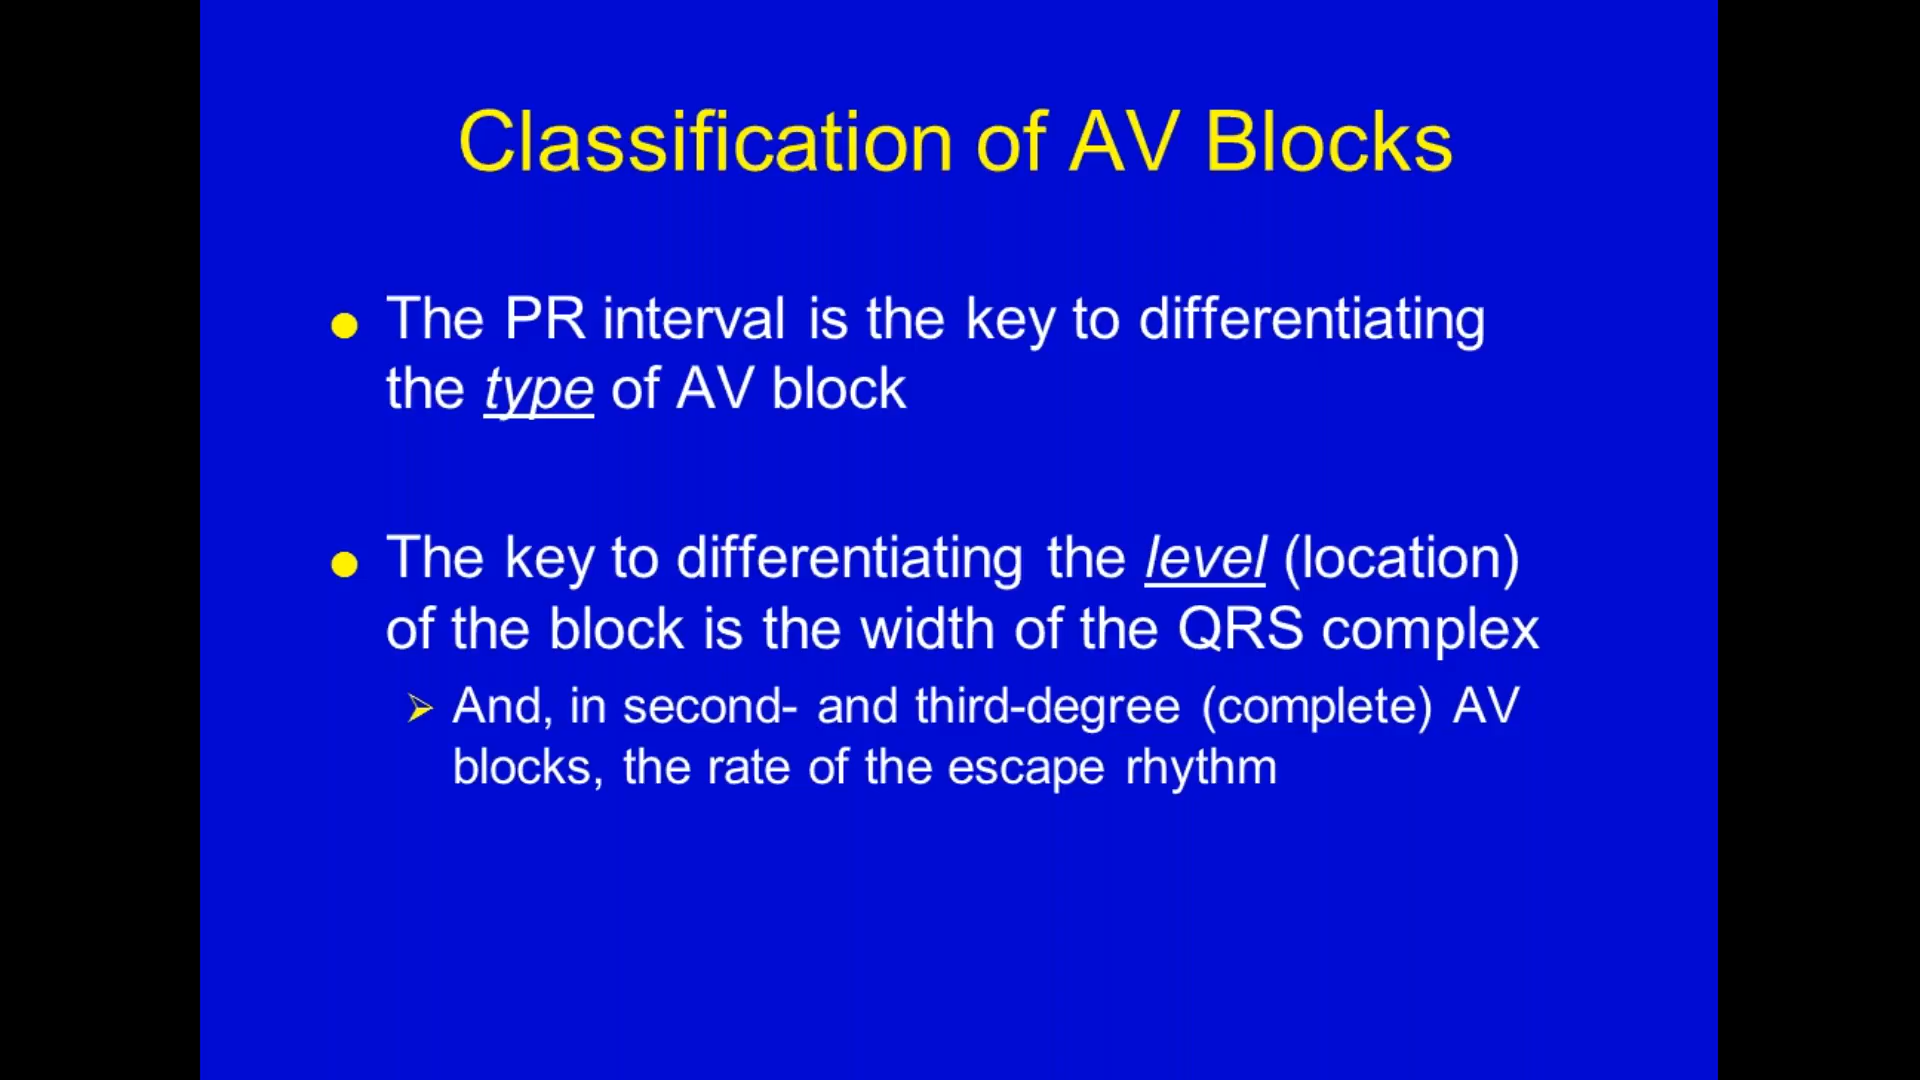 Classification of AV Blocks
The PR interval is the key to differentiating
the type of AV block
The key to differentiating the level (location)
of the block is the width of the QRS complex
And, in second- and third-degree (complete) AV
blocks, the rate of the escape rhythm